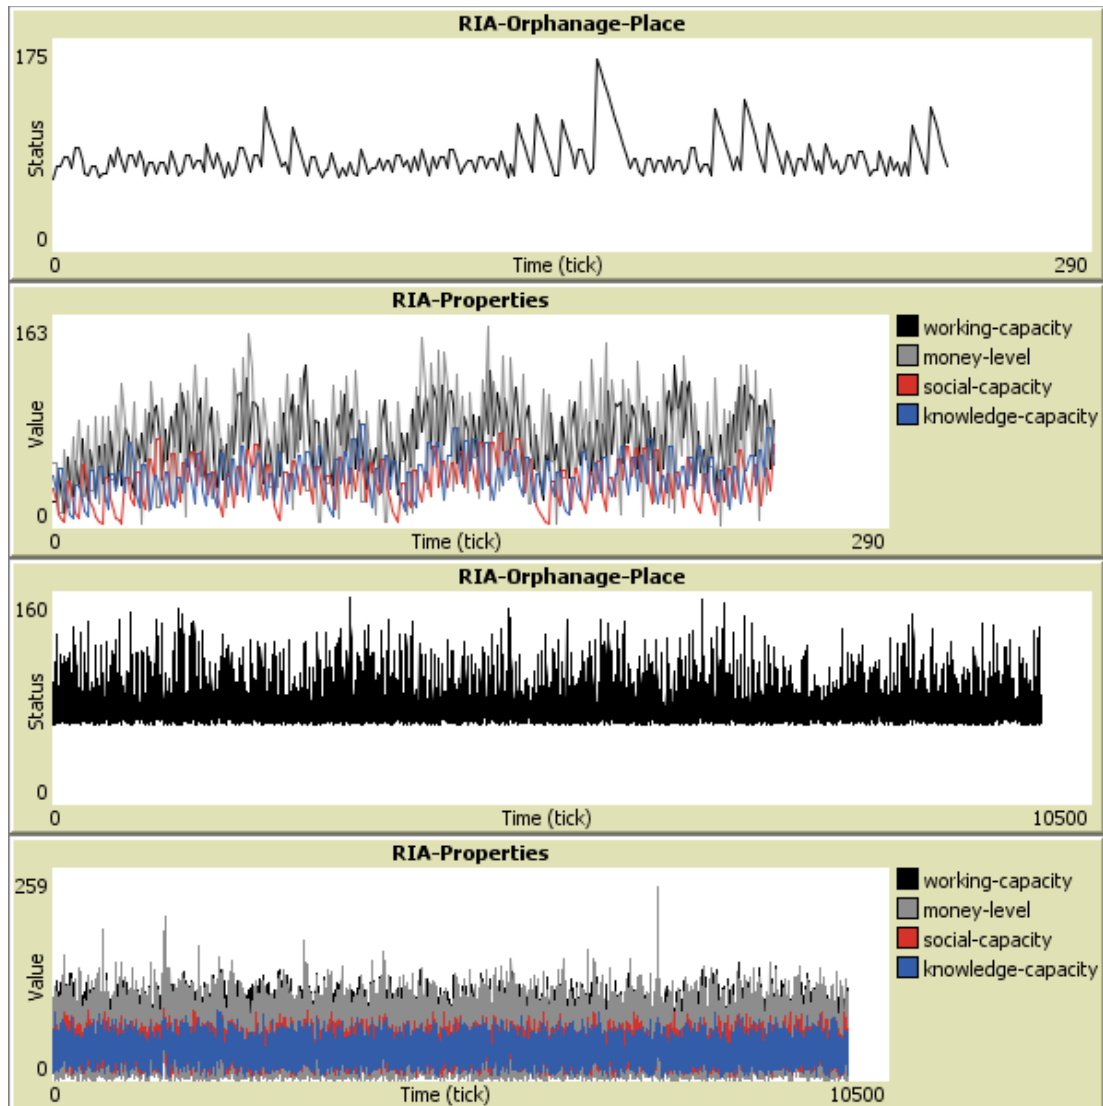 RIA-Orphanage-Place
175
Status
0
0 Time (tick) 290
RIA-Properties
163
Value
0
0 Time (tick) 290
working-capacity
money-level
social-capacity
knowledge-capacity
RIA-Orphanage-Place
160
Status
0
0 Time (tick) 10500
RIA-Properties
259
Value
0
0 Time (tick) 10500
working-capacity
money-level
social-capacity
knowledge-capacity